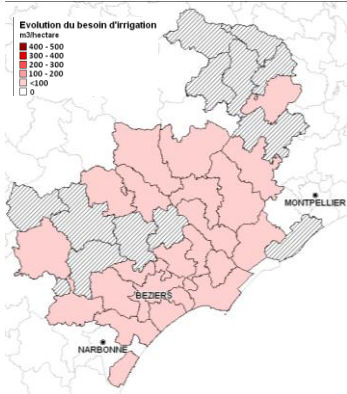 Evolution du besoin d'irrigation
m3/hectare
400 - 500
300 - 400
200 - 300
100 - 200
<100
0
MONTPELLIER
BEZIERS
NARBONNE